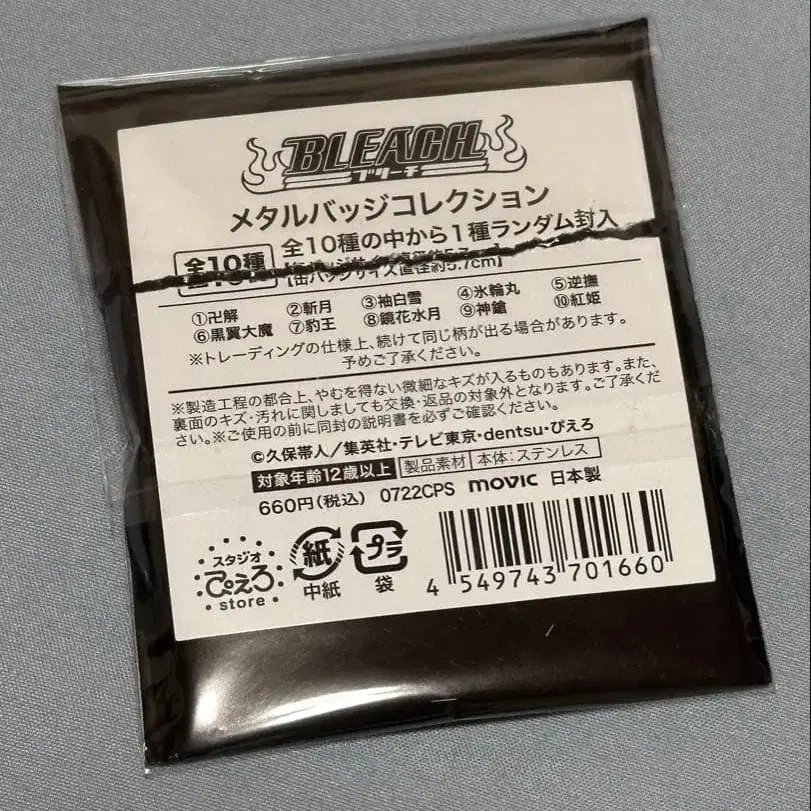 BLEACH
ブリーチ
メタルバッジコレクション
全10種
全10種の中から1種ランダム封入
【缶バッジサイズ直径約5.7cm】
①卍解 ②斬月 ③袖白雪 ④氷輪丸 ⑤逆撫
⑥黒翼大魔 ⑦豹王 ⑧鏡花水月 ⑨神鎗 ⑩紅姫
※トレーディングの仕様上、続けて同じ柄が出る場合があります。
予めご了承ください。
※製造工程の都合上、やむを得ない微細なキズが入るものもあります。また、
裏面のキズ・汚れに関しましても交換・返品の対象外となります。ご了承くだ
さい。※ご使用の前に同封の説明書を必ずご確認ください。
©久保帯人/集英社・テレビ東京・dentsu・ぴえろ
対象年齢12歳以上 製品素材 本体:ステンレス
660円(税込) 0722CPS movic 日本製
スタジオ
ぴえろ
store
紙
中紙
プラ
袋
4 549743 701660